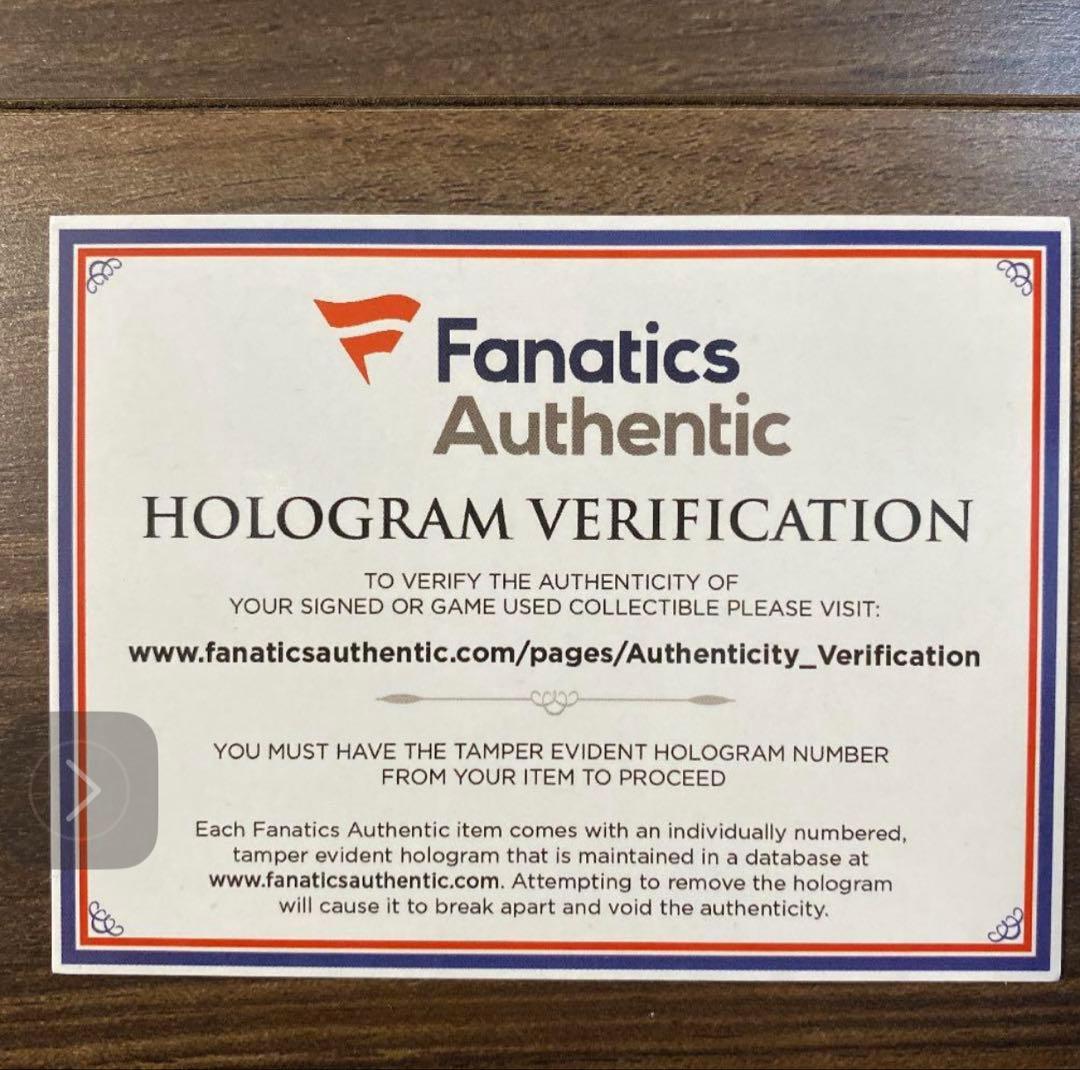 Fanatics
Authentic
HOLOGRAM VERIFICATION
TO VERIFY THE AUTHENTICITY OF
YOUR SIGNED OR GAME USED COLLECTIBLE PLEASE VISIT:
www.fanaticsauthentic.com/pages/Authenticity_Verification
YOU MUST HAVE THE TAMPER EVIDENT HOLOGRAM NUMBER
FROM YOUR ITEM TO PROCEED
Each Fanatics Authentic item comes with an individually numbered,
tamper evident hologram that is maintained in a database at
www.fanaticsauthentic.com. Attempting to remove the hologram
will cause it to break apart and void the authenticity.